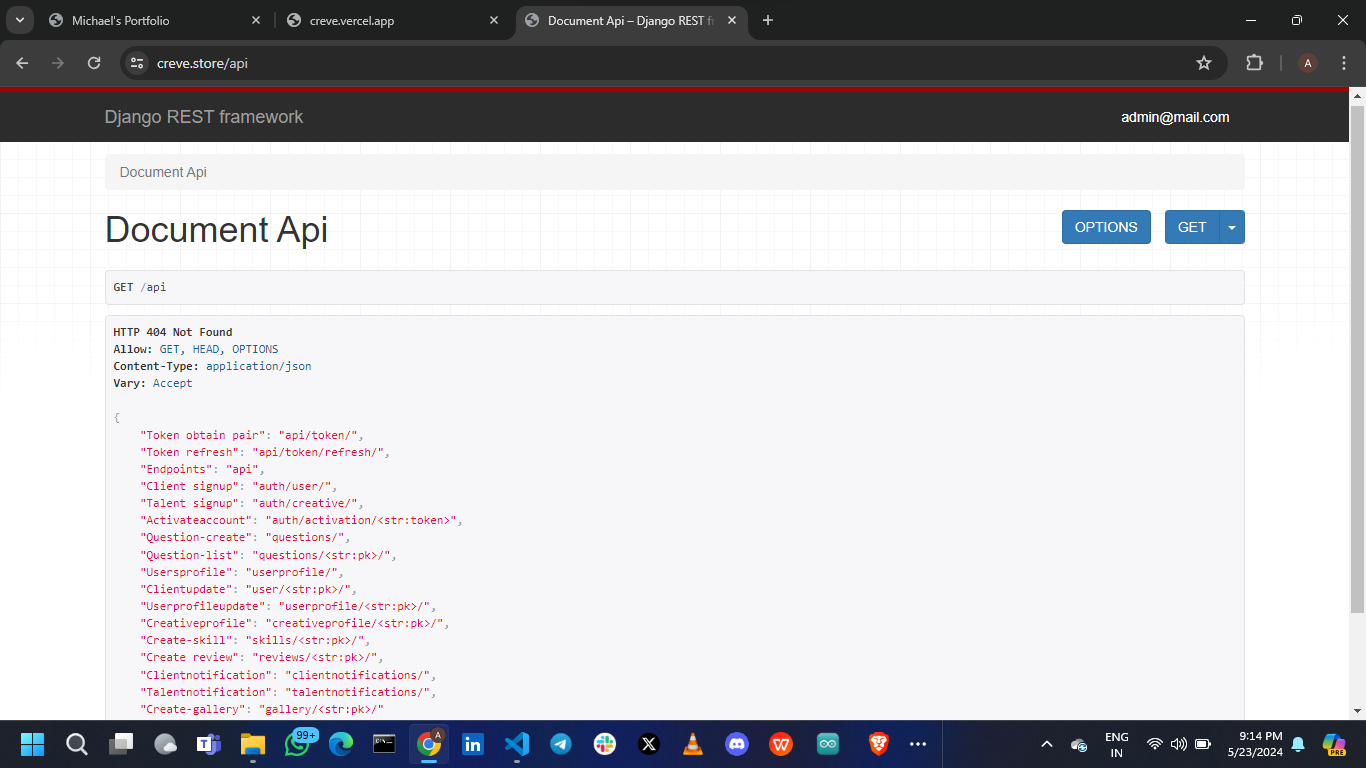 Michael's Portfolio
creve.vercel.app
Document Api – Django REST f
creve.store/api
A
Django REST framework
admin@mail.com
Document Api
Document Api
OPTIONS
GET
GET /api
HTTP 404 Not Found
Allow: GET, HEAD, OPTIONS
Content-Type: application/json
Vary: Accept
{
"Token obtain pair": "api/token/",
"Token refresh": "api/token/refresh/",
"Endpoints": "api",
"Client signup": "auth/user/",
"Talent signup": "auth/creative/",
"Activateaccount": "auth/activation/<str:token>",
"Question-create": "questions/",
"Question-list": "questions/<str:pk>/",
"Usersprofile": "userprofile/",
"Clientupdate": "user/<str:pk>/",
"Userprofileupdate": "userprofile/<str:pk>/",
"Creativeprofile": "creativeprofile/<str:pk>/",
"Create-skill": "skills/<str:pk>/",
"Create review": "reviews/<str:pk>/",
"Clientnotification": "clientnotifications/",
"Talentnotification": "talentnotifications/",
"Create-gallery": "gallery/<str:pk>/"
99+
A
ENG
IN
9:14 PM
5/23/2024
PRE